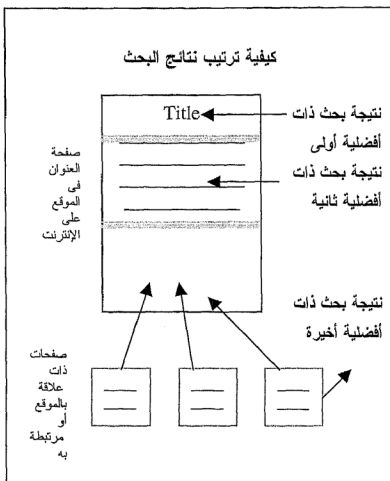 كيفية ترتيب نتائج البحث
Title
نتيجة بحث ذات
أفضلية أولى
نتيجة بحث ذات
أفضلية ثانية
صفحة
العنوان
فى
الموقع
على
الإنترنت
نتيجة بحث ذات
أفضلية أخيرة
صفحات
ذات
علاقة
بالموقع
أو
مرتبطة
به